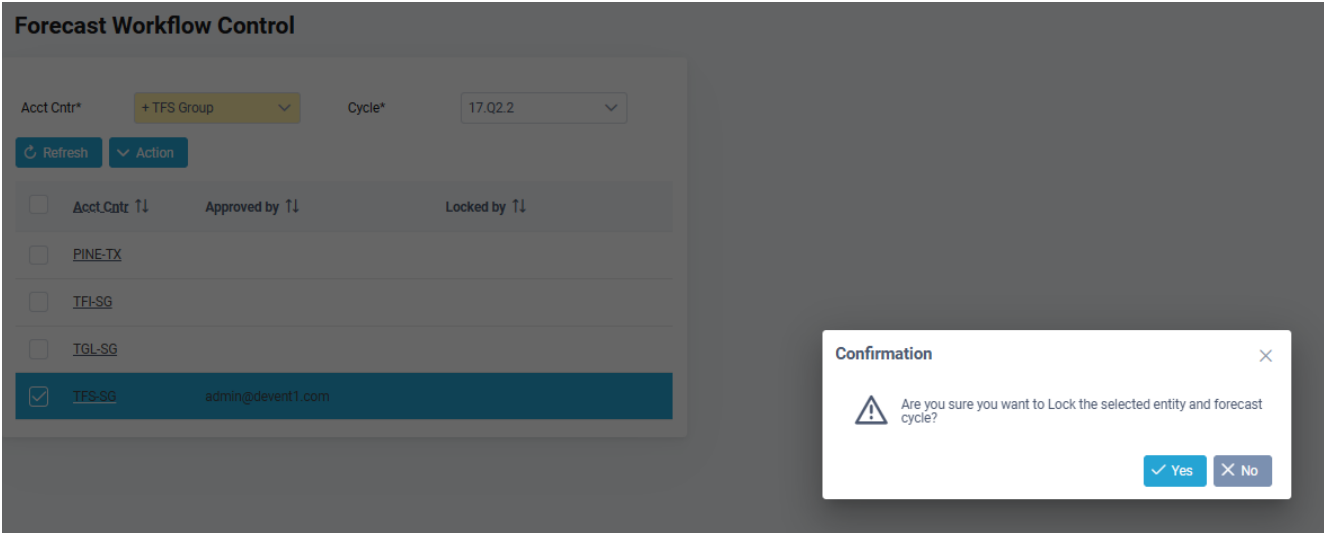 Forecast Workflow Control
Acct Cntr* + TFS Group Cycle* 17.Q2.2
Refresh Action
Acct Cntr Approved by Locked by
PINE-TX
TFI-SG
TGL-SG
TFS-SG admin@devent1.com
Confirmation
Are you sure you want to Lock the selected entity and forecast
cycle?
Yes No